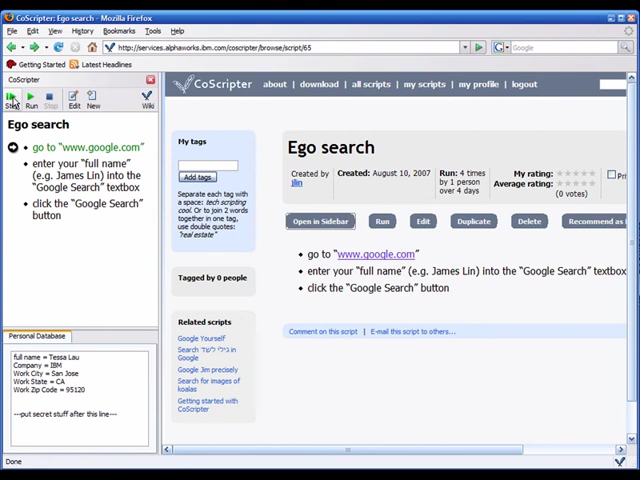 CoScripter: Ego search - Mozilla Firefox
File Edit View History Bookmarks Tools Help
http://services.alphaworks.ibm.com/coscripter/browse/script/65
Google
Getting Started Latest Headlines
CoScripter
Step Run Stop Edit New Wiki
Ego search
go to "www.google.com"
enter your "full name"
(e.g. James Lin) into the
"Google Search" textbox
click the "Google Search"
button
Personal Database
full name = Tessa Lau
Company = IBM
Work City = San Jose
Work State = CA
Work Zip Code = 95120
---put secret stuff after this line---
CoScripter about | download | all scripts | my scripts | my profile | logout
My tags
Add tags
Separate each tag with
a space: tech scripting
cool. Or to join 2 words
together in one tag,
use double quotes:
"real estate"
Tagged by 0 people
Related scripts
Google Yourself
Search גילי לשד in
Google
Google Jim precisely
Search for images of
koalas
Getting started with
CoScripter
Ego search
Created by
jlin
Created: August 10, 2007
Run: 4 times
by 1 person
over 4 days
My rating:
Average rating:
(0 votes)
Pri
Open in Sidebar Run Edit Duplicate Delete Recommend as
go to "www.google.com"
enter your "full name" (e.g. James Lin) into the "Google Search" textbox
click the "Google Search" button
Comment on this script | E-mail this script to others...
Done